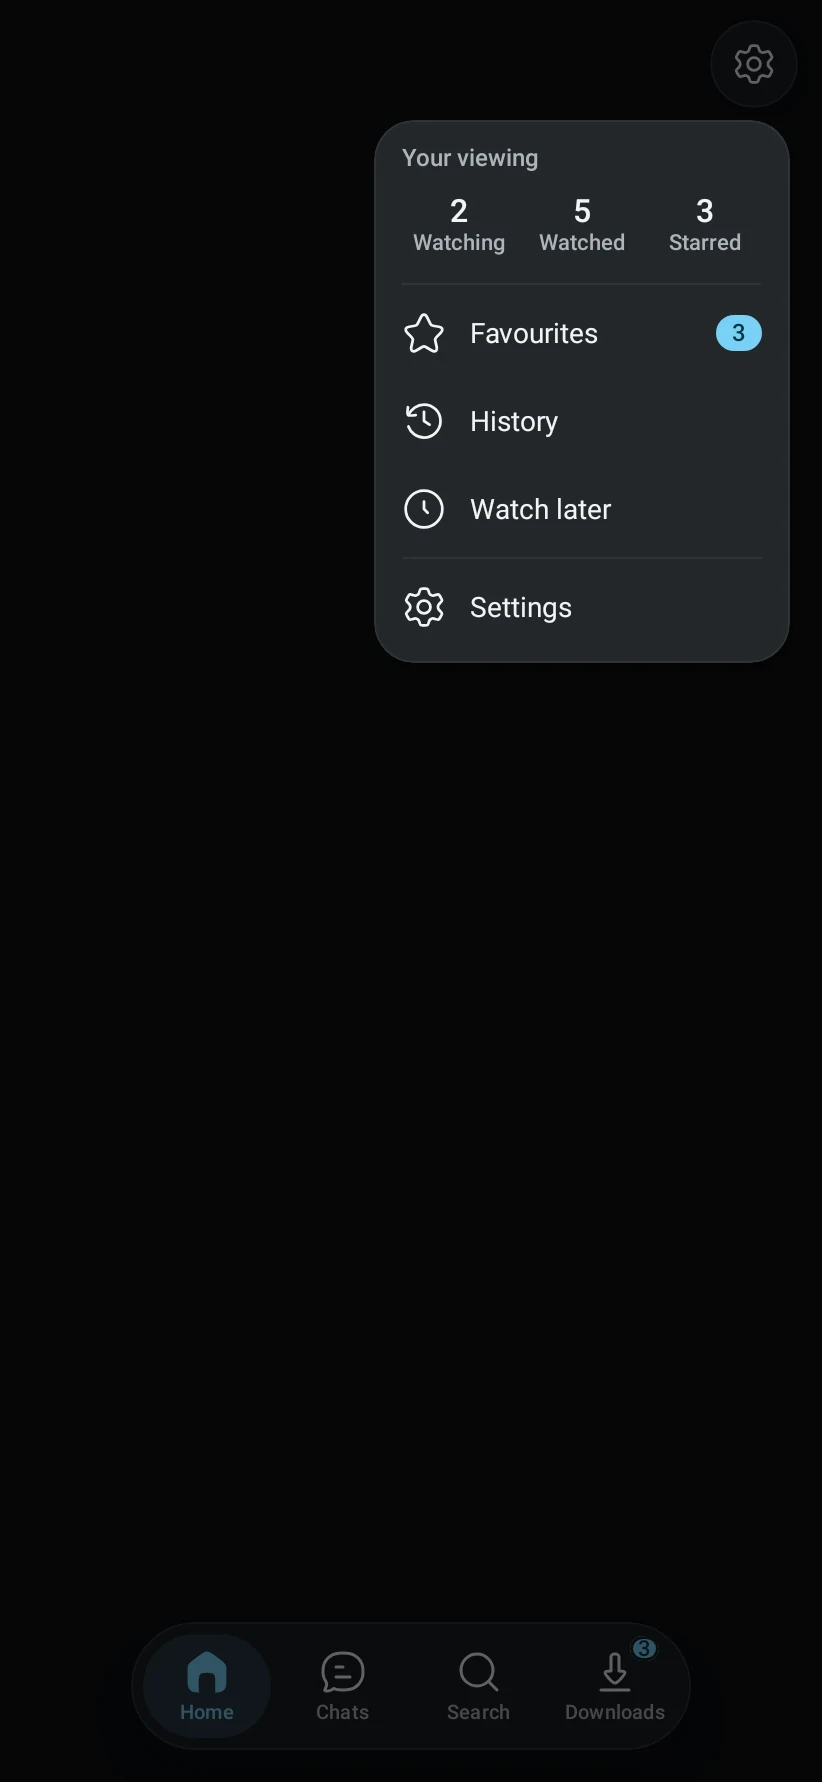 Your viewing
2 5 3
Watching Watched Starred
Favourites 3
History
Watch later
Settings
3
Home Chats Search Downloads